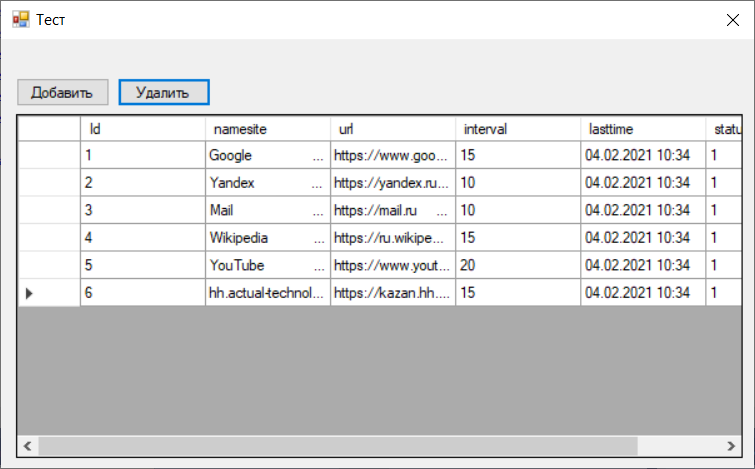 Тест
Добавить Удалить
Id namesite url interval lasttime statu
1 Google ... https://www.goo... 15 04.02.2021 10:34 1
2 Yandex ... https://yandex.ru... 10 04.02.2021 10:34 1
3 Mail ... https://mail.ru ... 10 04.02.2021 10:34 1
4 Wikipedia ... https://ru.wikipe... 15 04.02.2021 10:34 1
5 YouTube ... https://www.yout... 20 04.02.2021 10:34 1
6 hh.actual-technol... https://kazan.hh.... 15 04.02.2021 10:34 1